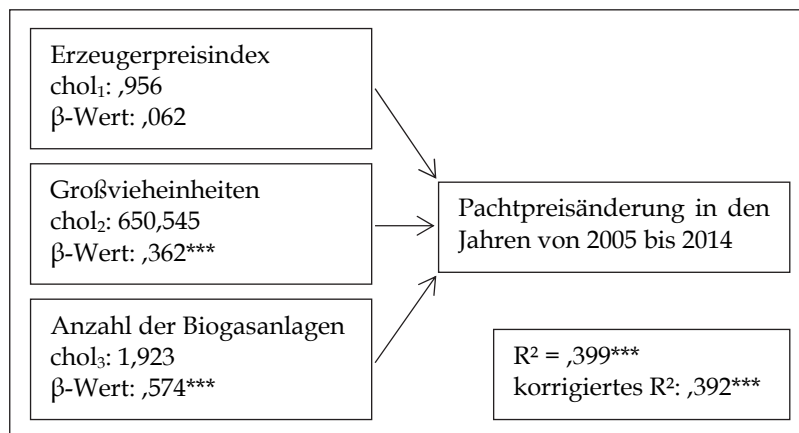 Erzeugerpreisindex
chol₁: ,956
β-Wert: ,062
Großvieheinheiten
chol₂: 650,545
β-Wert: ,362***
Anzahl der Biogasanlagen
chol₃: 1,923
β-Wert: ,574***
Pachtpreisänderung in den
Jahren von 2005 bis 2014
R² = ,399***
korrigiertes R²: ,392***